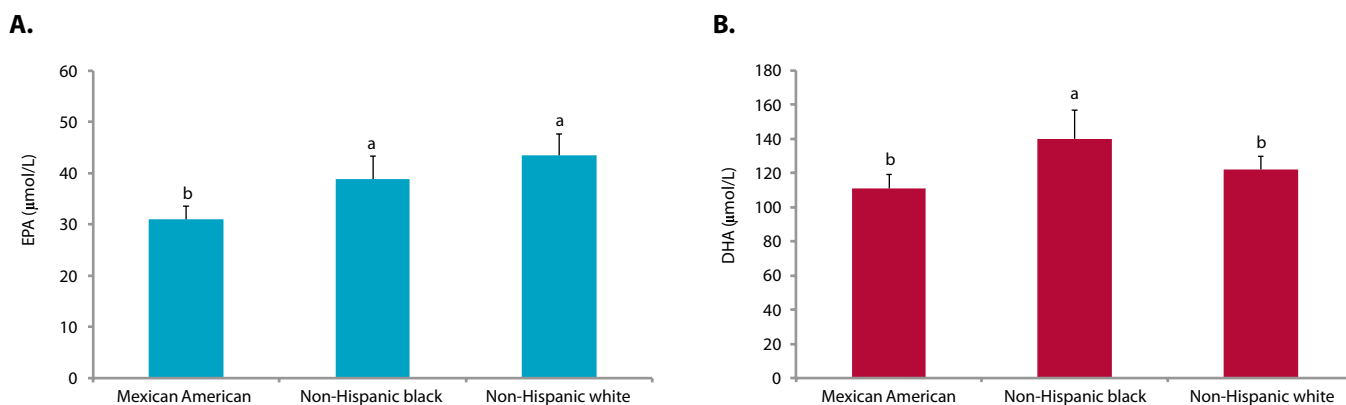 A.
60
50
40
30
20
10
0
EPA (μmol/L)
b
a
a
Mexican American
Non-Hispanic black
Non-Hispanic white
B.
180
160
140
120
100
80
60
40
20
0
DHA (μmol/L)
b
a
b
Mexican American
Non-Hispanic black
Non-Hispanic white